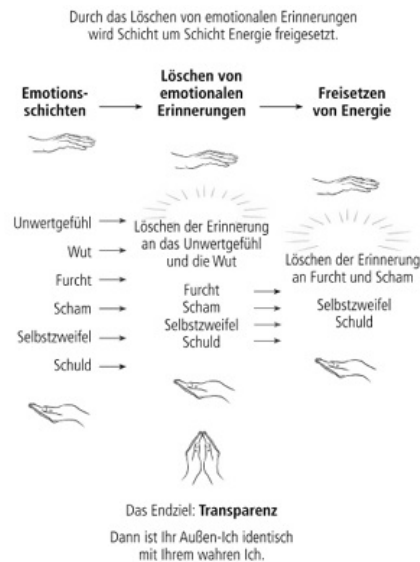 Durch das Löschen von emotionalen Erinnerungen
wird Schicht um Schicht Energie freigesetzt.
Emotions-
schichten
Löschen von
emotionalen
Erinnerungen
Freisetzen
von Energie
Unwertgefühl
Wut
Furcht
Scham
Selbstzweifel
Schuld
Löschen der Erinnerung
an das Unwertgefühl
und die Wut
Furcht
Scham
Selbstzweifel
Schuld
Löschen der Erinnerung
an Furcht und Scham
Selbstzweifel
Schuld
Das Endziel: Transparenz
Dann ist Ihr Außen-Ich identisch
mit Ihrem wahren Ich.